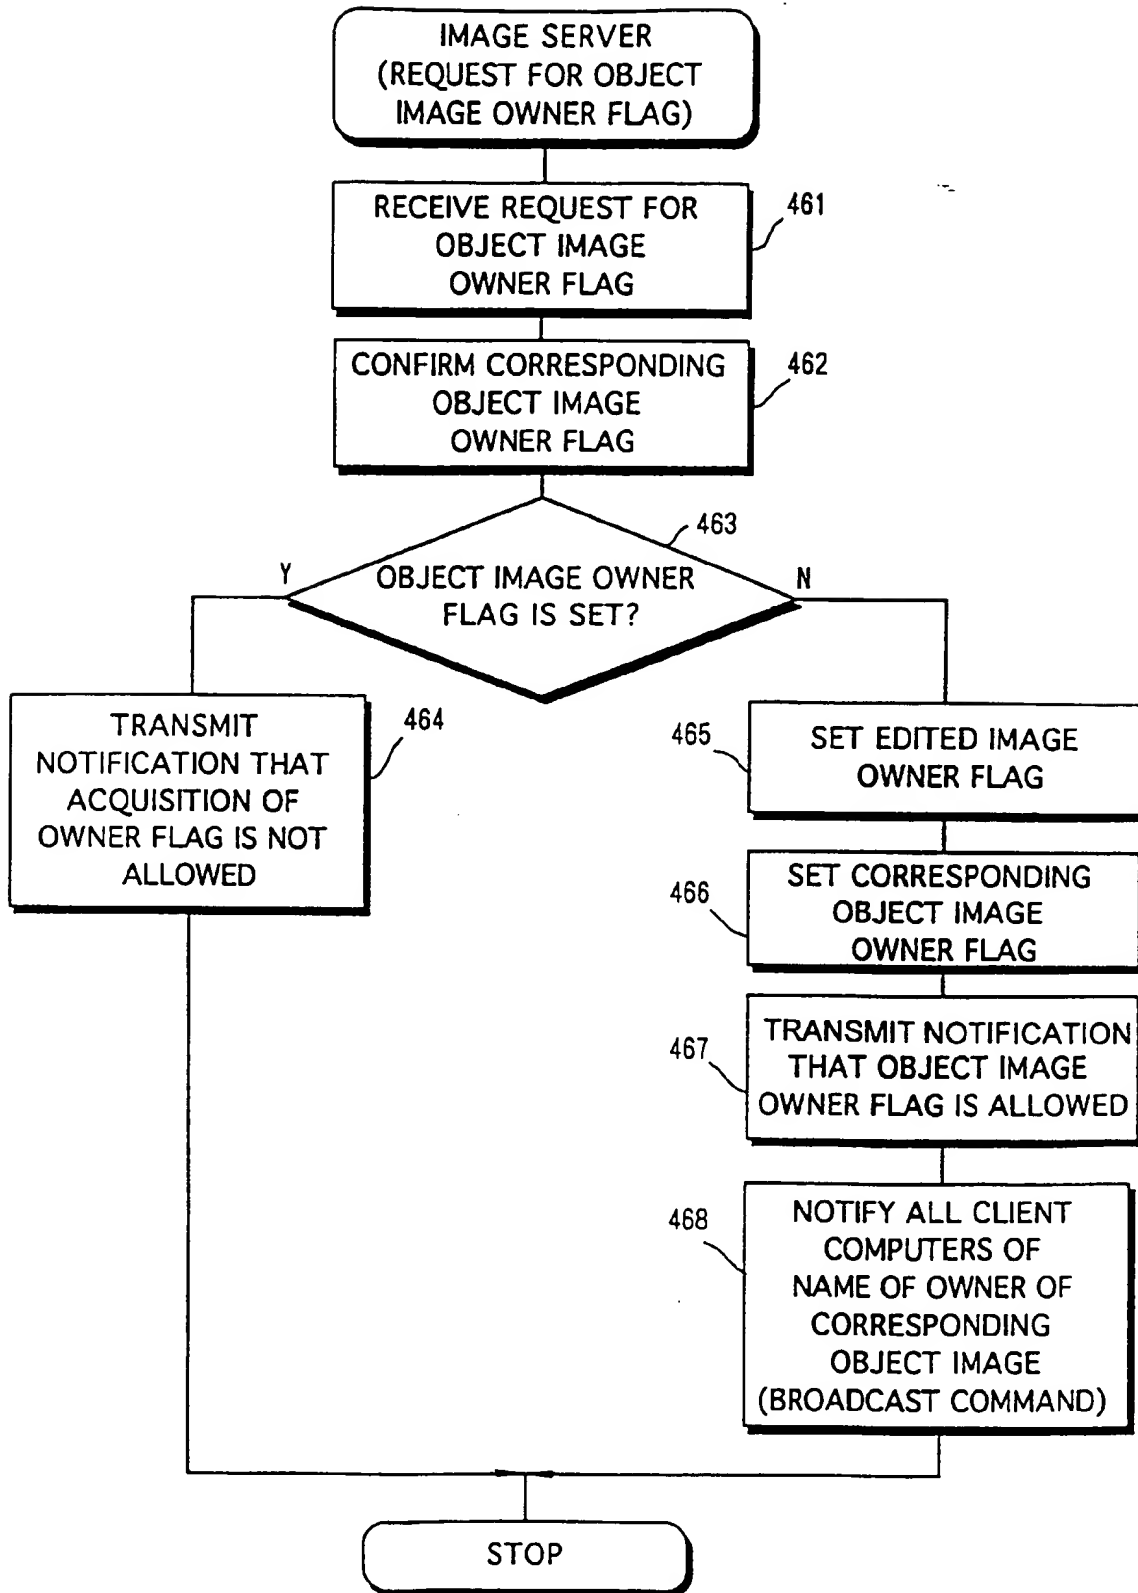 IMAGE SERVER
(REQUEST FOR OBJECT
IMAGE OWNER FLAG)
RECEIVE REQUEST FOR
OBJECT IMAGE
OWNER FLAG
461
CONFIRM CORRESPONDING
OBJECT IMAGE
OWNER FLAG
462
463
Y
OBJECT IMAGE OWNER
FLAG IS SET?
N
TRANSMIT
NOTIFICATION THAT
ACQUISITION OF
OWNER FLAG IS NOT
ALLOWED
464
465
SET EDITED IMAGE
OWNER FLAG
466
SET CORRESPONDING
OBJECT IMAGE
OWNER FLAG
467
TRANSMIT NOTIFICATION
THAT OBJECT IMAGE
OWNER FLAG IS ALLOWED
468
NOTIFY ALL CLIENT
COMPUTERS OF
NAME OF OWNER OF
CORRESPONDING
OBJECT IMAGE
(BROADCAST COMMAND)
STOP